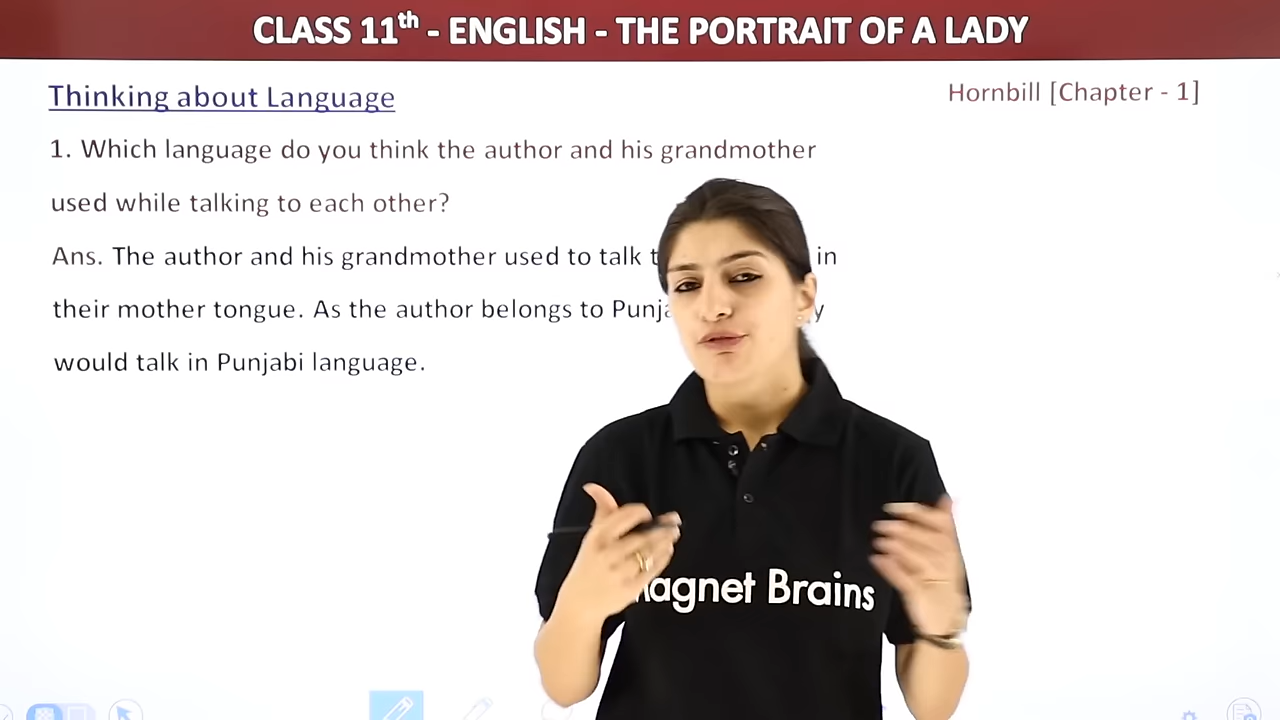 CLASS 11th - ENGLISH - THE PORTRAIT OF A LADY
Thinking about Language
Hornbill [Chapter - 1]
1. Which language do you think the author and his grandmother
used while talking to each other?
Ans. The author and his grandmother used to talk in
their mother tongue. As the author belongs to
would talk in Punjabi language.
Brains